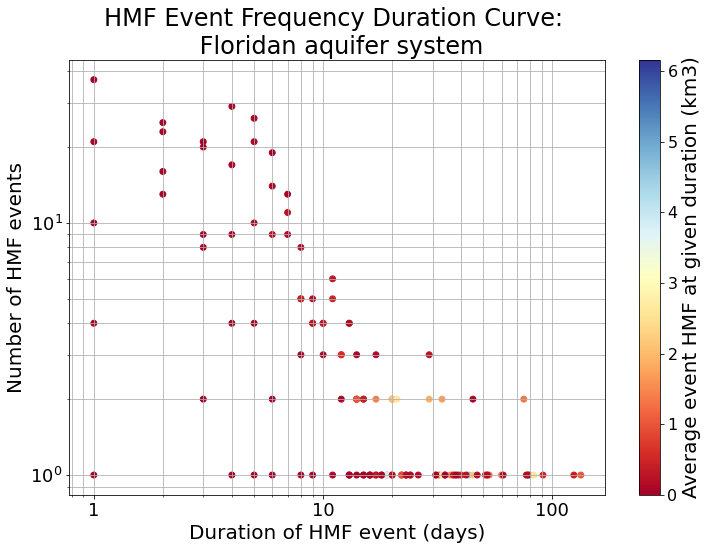 HMF Event Frequency Duration Curve:
Floridan aquifer system
Number of HMF events
10¹
10⁰
1
10
100
Duration of HMF event (days)
6
5
4
3
2
1
0
Average event HMF at given duration (km3)